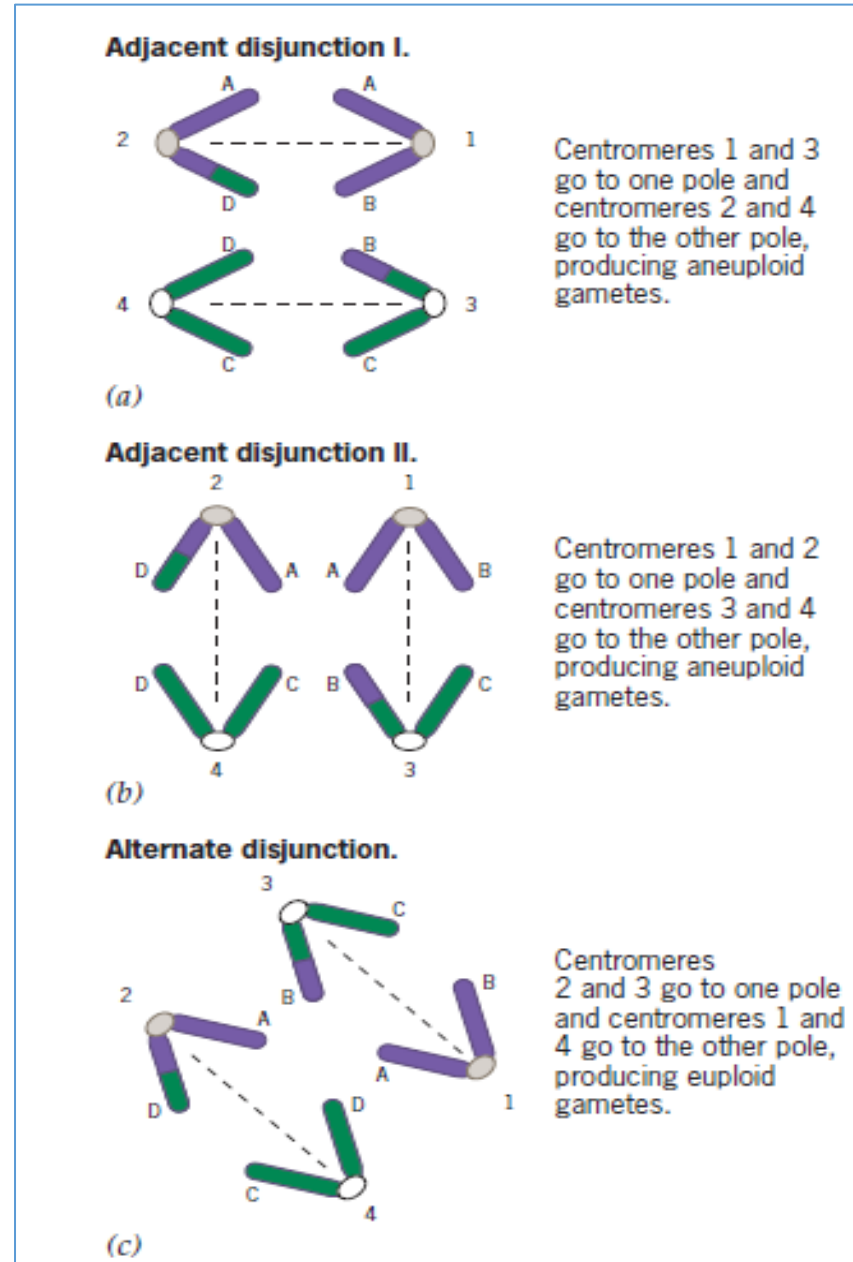 Adjacent disjunction I.
A A
2 1
D B
D B
4 3
C C
Centromeres 1 and 3
go to one pole and
centromeres 2 and 4
go to the other pole,
producing aneuploid
gametes.
(a)
Adjacent disjunction II.
2 1
D A A B
D C B C
4 3
Centromeres 1 and 2
go to one pole and
centromeres 3 and 4
go to the other pole,
producing aneuploid
gametes.
(b)
Alternate disjunction.
3
C
2 B B
A
A
D D 1
C
4
Centromeres
2 and 3 go to one pole
and centromeres 1 and
4 go to the other pole,
producing euploid
gametes.
(c)